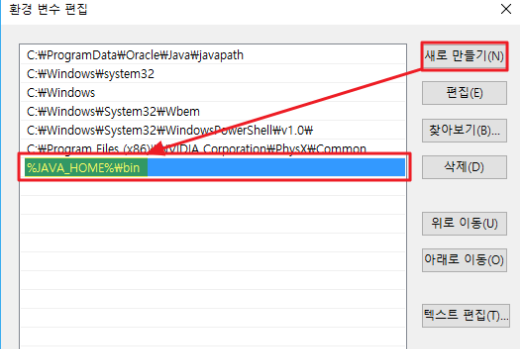 환경 변수 편집
C:₩ProgramData₩Oracle₩Java₩javapath
C:₩Windows₩system32
C:₩Windows
C:₩Windows₩System32₩Wbem
C:₩Windows₩System32₩WindowsPowerShell₩v1.0₩
C:₩Program Files (x86)₩NVIDIA Corporation₩PhysX₩Common
%JAVA_HOME%₩bin
새로 만들기(N)
편집(E)
찾아보기(B)...
삭제(D)
위로 이동(U)
아래로 이동(O)
텍스트 편집(T)...